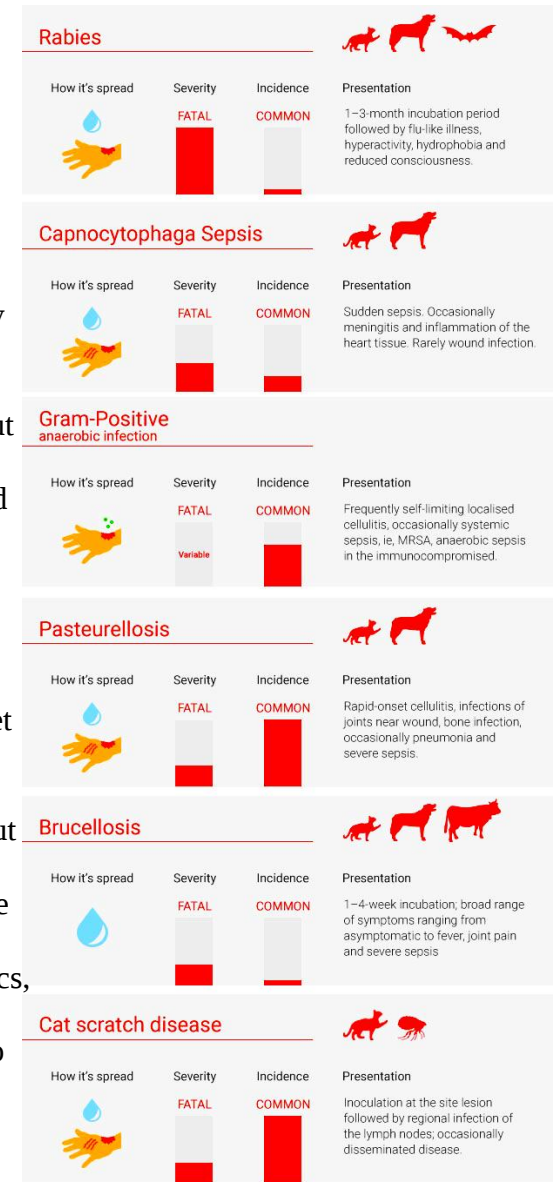 Rabies
How it's spread Severity Incidence Presentation
FATAL COMMON
1–3-month incubation period
followed by flu-like illness,
hyperactivity, hydrophobia and
reduced consciousness.
Capnocytophaga Sepsis
How it's spread Severity Incidence Presentation
FATAL COMMON
Sudden sepsis. Occasionally
meningitis and inflammation of the
heart tissue. Rarely wound infection.
Gram-Positive
anaerobic infection
How it's spread Severity Incidence Presentation
FATAL COMMON
Variable
Frequently self-limiting localised
cellulitis, occasionally systemic
sepsis, ie, MRSA, anaerobic sepsis
in the immunocompromised.
Pasteurellosis
How it's spread Severity Incidence Presentation
FATAL COMMON
Rapid-onset cellulitis, infections of
joints near wound, bone infection,
occasionally pneumonia and
severe sepsis.
Brucellosis
How it's spread Severity Incidence Presentation
FATAL COMMON
1–4-week incubation; broad range
of symptoms ranging from
asymptomatic to fever, joint pain
and severe sepsis
Cat scratch disease
How it's spread Severity Incidence Presentation
FATAL COMMON
Inoculation at the site lesion
followed by regional infection of
the lymph nodes; occasionally
disseminated disease.